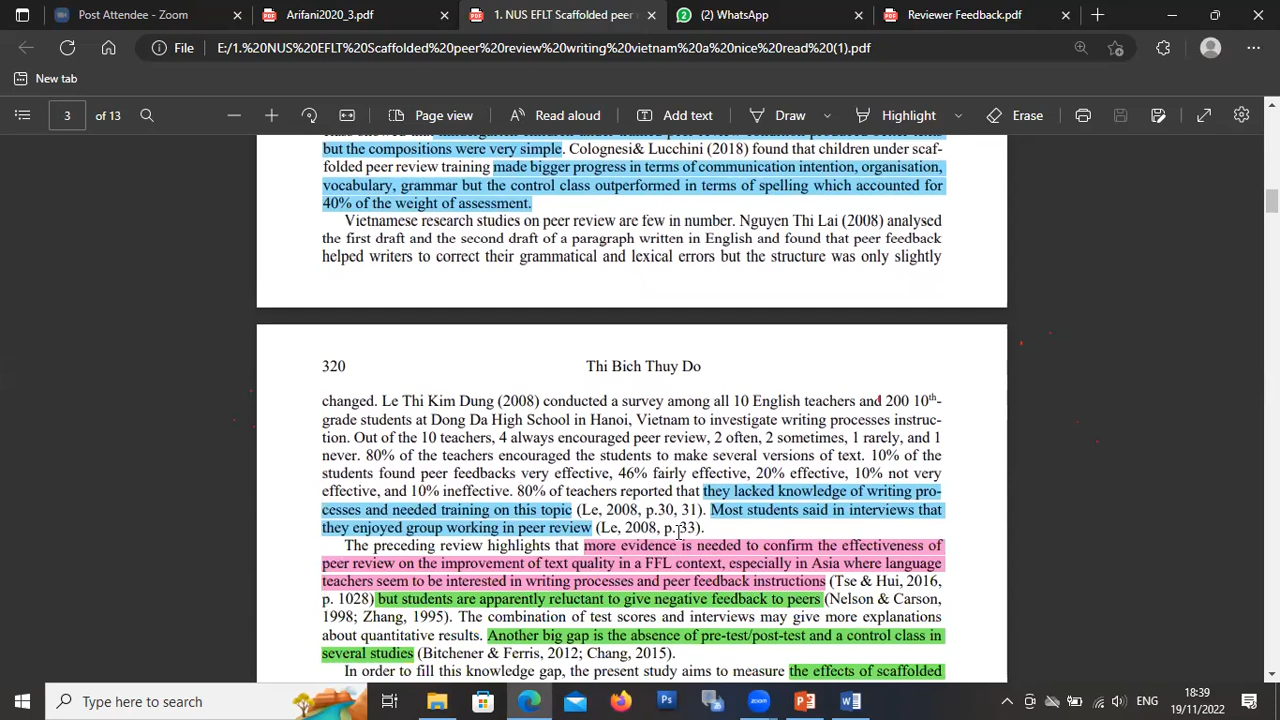 Post Attendee - Zoom
Arifani2020_3.pdf
1. NUS EFLT Scaffolded peer
(2) WhatsApp
Reviewer Feedback.pdf
File
E:/1.%20NUS%20EFLT%20Scaffolded%20peer%20review%20writing%20vietnam%20a%20nice%20read%20(1).pdf
New tab
3 of 13
Page view
Read aloud
Add text
Draw
Highlight
Erase
but the compositions were very simple. Colognesi& Lucchini (2018) found that children under scaf-
folded peer review training made bigger progress in terms of communication intention, organisation,
vocabulary, grammar but the control class outperformed in terms of spelling which accounted for
40% of the weight of assessment.
Vietnamese research studies on peer review are few in number. Nguyen Thi Lai (2008) analysed
the first draft and the second draft of a paragraph written in English and found that peer feedback
helped writers to correct their grammatical and lexical errors but the structure was only slightly
320
Thi Bich Thuy Do
changed. Le Thi Kim Dung (2008) conducted a survey among all 10 English teachers and 200 10th-
grade students at Dong Da High School in Hanoi, Vietnam to investigate writing processes instruc-
tion. Out of the 10 teachers, 4 always encouraged peer review, 2 often, 2 sometimes, 1 rarely, and 1
never. 80% of the teachers encouraged the students to make several versions of text. 10% of the
students found peer feedbacks very effective, 46% fairly effective, 20% effective, 10% not very
effective, and 10% ineffective. 80% of teachers reported that they lacked knowledge of writing pro-
cesses and needed training on this topic (Le, 2008, p.30, 31). Most students said in interviews that
they enjoyed group working in peer review (Le, 2008, p.33).
The preceding review highlights that more evidence is needed to confirm the effectiveness of
peer review on the improvement of text quality in a FFL context, especially in Asia where language
teachers seem to be interested in writing processes and peer feedback instructions (Tse & Hui, 2016,
p. 1028) but students are apparently reluctant to give negative feedback to peers (Nelson & Carson,
1998; Zhang, 1995). The combination of test scores and interviews may give more explanations
about quantitative results. Another big gap is the absence of pre-test/post-test and a control class in
several studies (Bitchener & Ferris, 2012; Chang, 2015).
In order to fill this knowledge gap, the present study aims to measure the effects of scaffolded
Type here to search
ENG
18:39
19/11/2022